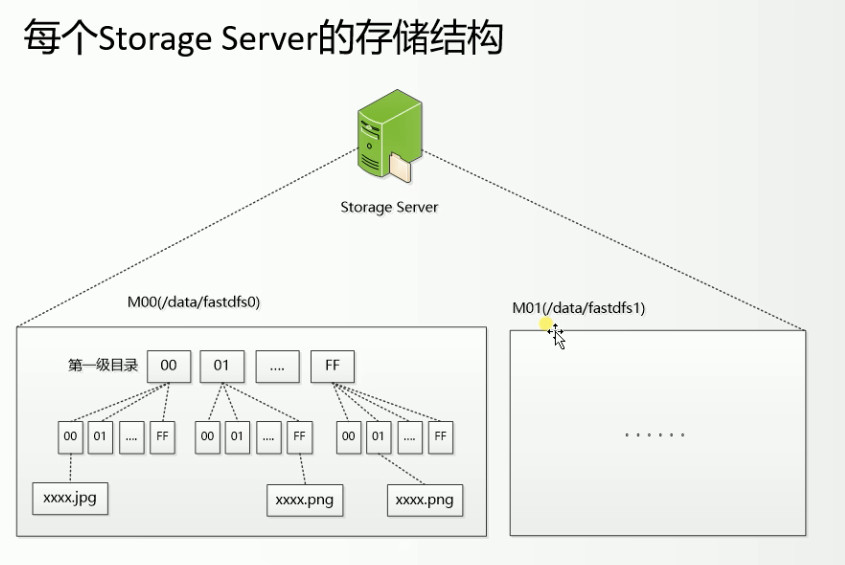 每个Storage Server的存储结构
Storage Server
M00(/data/fastdfs0)
M01(/data/fastdfs1)
第一级目录 00 01 .... FF
00 01 .... FF 00 01 .... FF 00 01 .... FF
......
xxxx.jpg xxxx.png xxxx.png